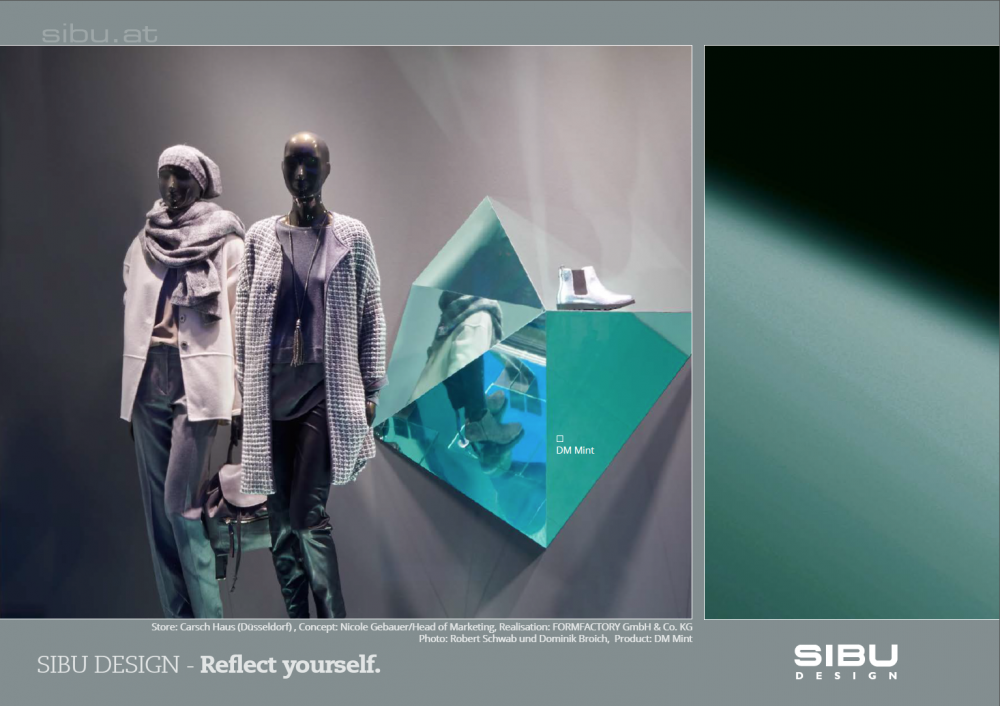 sibu.at
DM Mint
Store: Carsch Haus (Düsseldorf) , Concept: Nicole Gebauer/Head of Marketing, Realisation: FORMFACTORY GmbH & Co. KG
Photo: Robert Schwab und Dominik Broich, Product: DM Mint
SIBU DESIGN - Reflect yourself.
SIBU
DESIGN